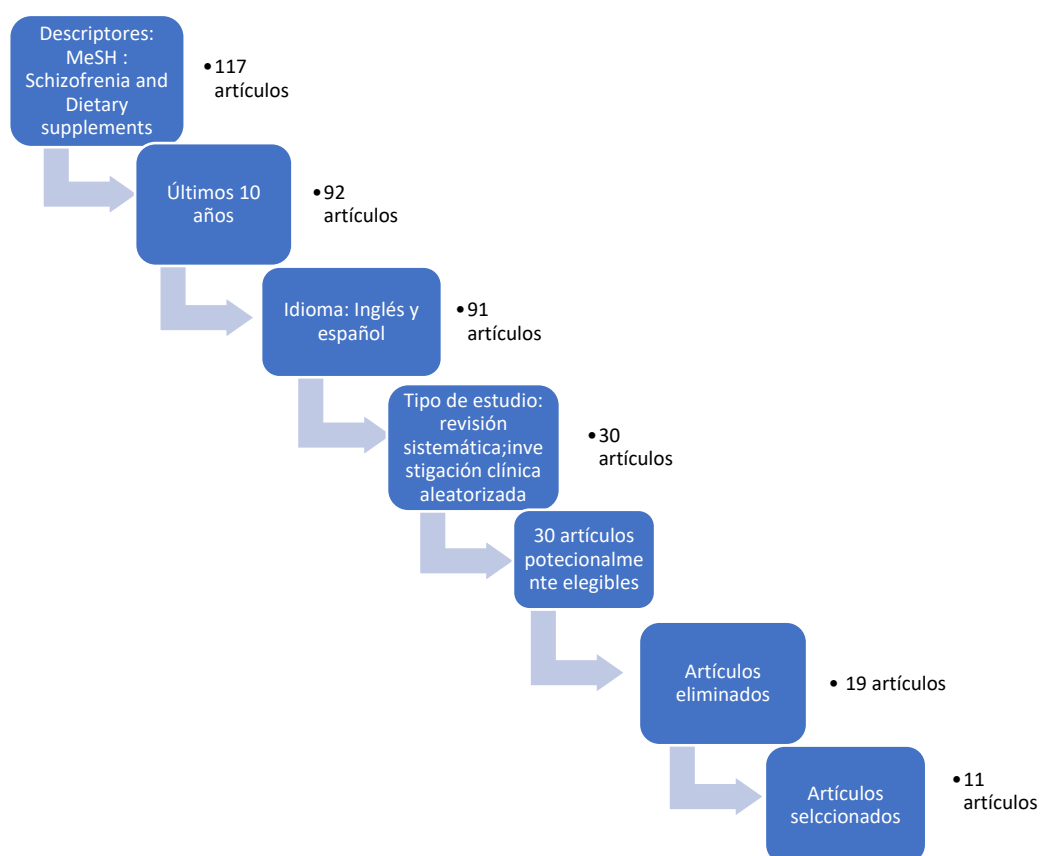 Descriptores:
MeSH :
Schizofrenia and
Dietary
supplements
•117
artículos
Últimos 10
años
•92
artículos
Idioma: Inglés y
español
•91
artículos
Tipo de estudio:
revisión
sistemática;inve
stigación clínica
aleatorizada
•30
artículos
30 artículos
potecionalme
nte elegibles
Artículos
eliminados
• 19 artículos
Artículos
selccionados
•11
artículos